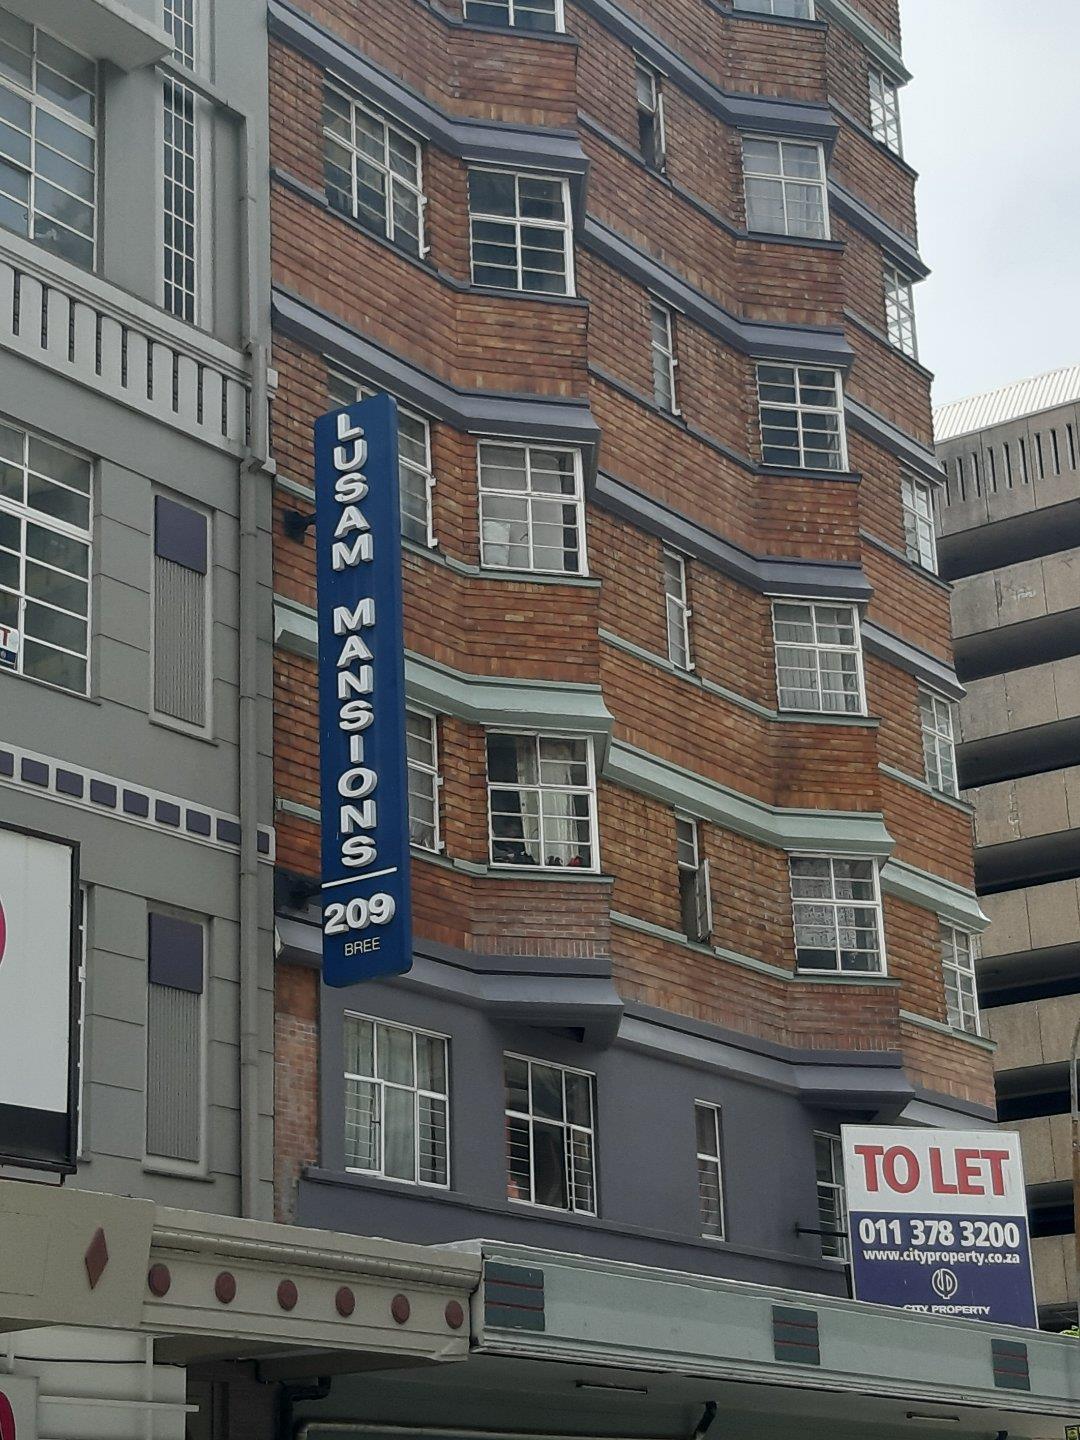 LUSAM MANSIONS
209
BREE
TO LET
011 378 3200
www.cityproperty.co.za
CITY PROPERTY